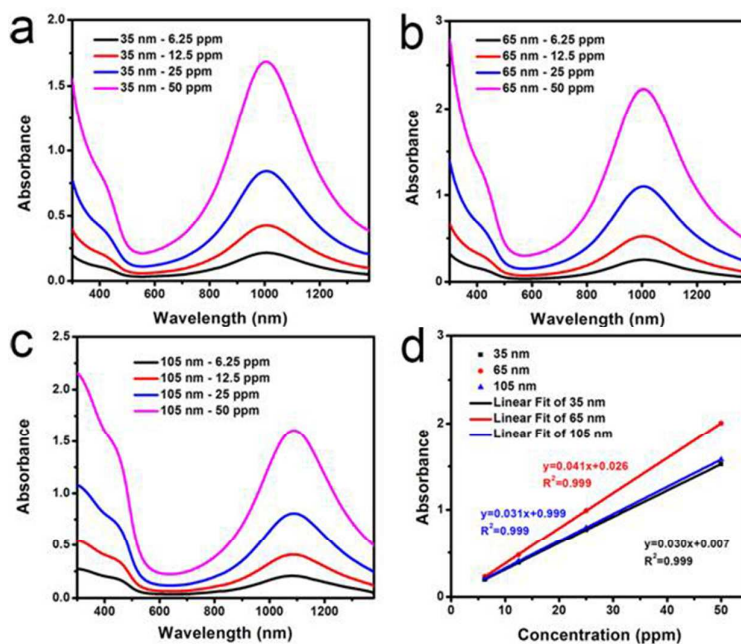 a
35 nm - 6.25 ppm
35 nm - 12.5 ppm
35 nm - 25 ppm
35 nm - 50 ppm
2.0
1.5
1.0
0.5
0.0
Absorbance
300 600 900 1200
Wavelength (nm)
b
65 nm - 6.25 ppm
65 nm - 12.5 ppm
65 nm - 25 ppm
65 nm - 50 ppm
3
2
1
0
Absorbance
400 600 800 1000 1200
Wavelength (nm)
c
105 nm - 6.25 ppm
105 nm - 12.5 ppm
105 nm - 25 ppm
105 nm - 50 ppm
2.5
2.0
1.5
1.0
0.5
0.0
Absorbance
400 600 800 1000 1200
Wavelength (nm)
d
35 nm
65 nm
105 nm
Linear Fit of 35 nm
Linear Fit of 65 nm
Linear Fit of 105 nm
y=0.041x+0.026
R²=0.999
y=0.031x+0.999
R²=0.999
y=0.030x+0.007
R²=0.999
3
2
1
0
Absorbance
0 10 20 30 40 50
Concentration (ppm)